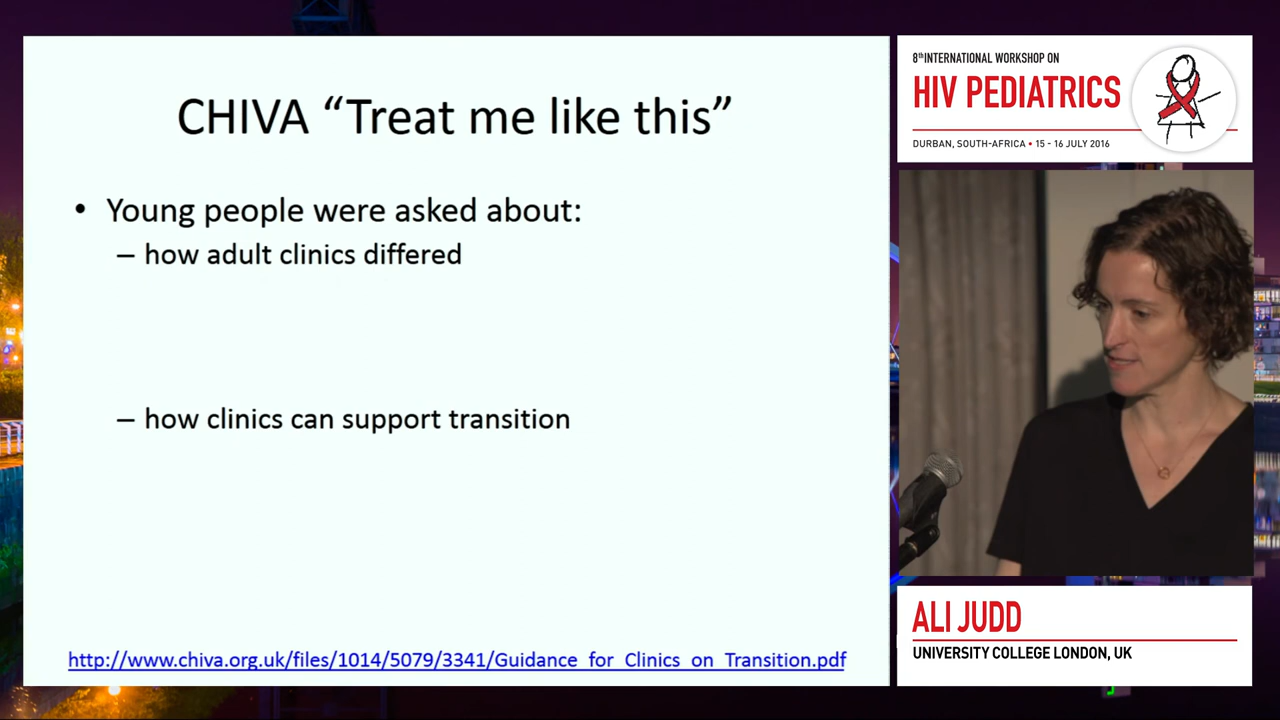 CHIVA “Treat me like this”
• Young people were asked about:
– how adult clinics differed
– how clinics can support transition
http://www.chiva.org.uk/files/1014/5079/3341/Guidance_for_Clinics_on_Transition.pdf
8th INTERNATIONAL WORKSHOP ON
HIV PEDIATRICS
DURBAN, SOUTH-AFRICA • 15 - 16 JULY 2016
ALI JUDD
UNIVERSITY COLLEGE LONDON, UK